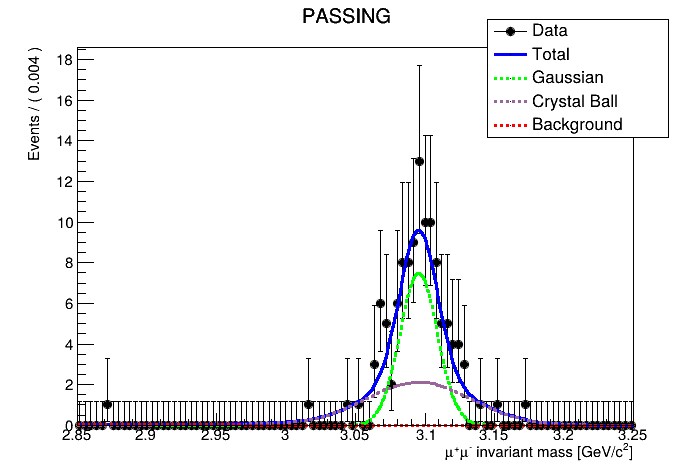 PASSING
Data
Total
Gaussian
Crystal Ball
Background
Events / ( 0.004 )
18
16
14
12
10
8
6
4
2
0
2.85 2.9 2.95 3 3.05 3.1 3.15 3.2 3.25
μ⁺μ⁻ invariant mass [GeV/c²]